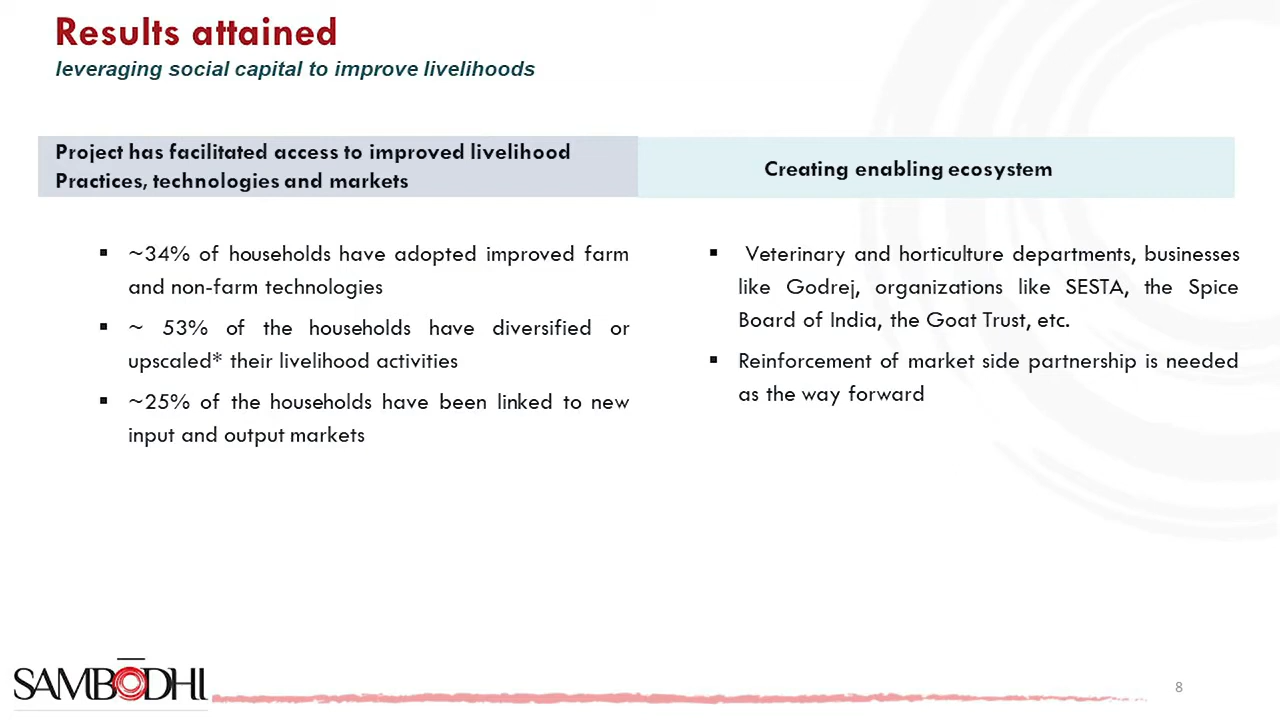 Results attained
leveraging social capital to improve livelihoods
Project has facilitated access to improved livelihood
Practices, technologies and markets
▪ ~34% of households have adopted improved farm
and non-farm technologies
▪ ~ 53% of the households have diversified or
upscaled* their livelihood activities
▪ ~25% of the households have been linked to new
input and output markets
Creating enabling ecosystem
▪ Veterinary and horticulture departments, businesses
like Godrej, organizations like SESTA, the Spice
Board of India, the Goat Trust, etc.
▪ Reinforcement of market side partnership is needed
as the way forward
SAMBŌDHI
8